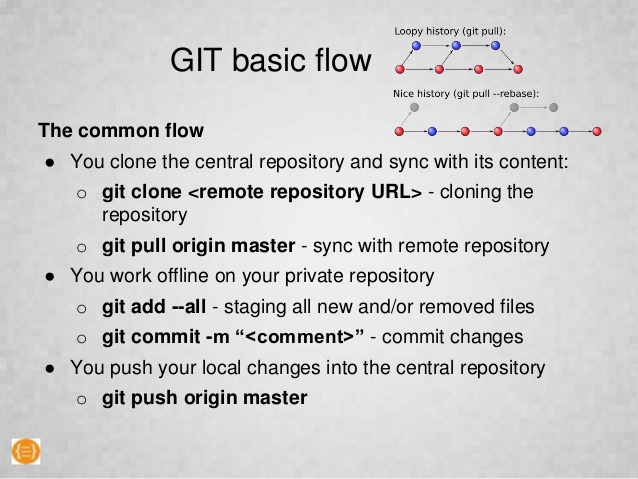 Loopy history (git pull):
GIT basic flow
Nice history (git pull --rebase):
The common flow
● You clone the central repository and sync with its content:
o git clone <remote repository URL> - cloning the
repository
o git pull origin master - sync with remote repository
● You work offline on your private repository
o git add --all - staging all new and/or removed files
o git commit -m “<comment>” - commit changes
● You push your local changes into the central repository
o git push origin master